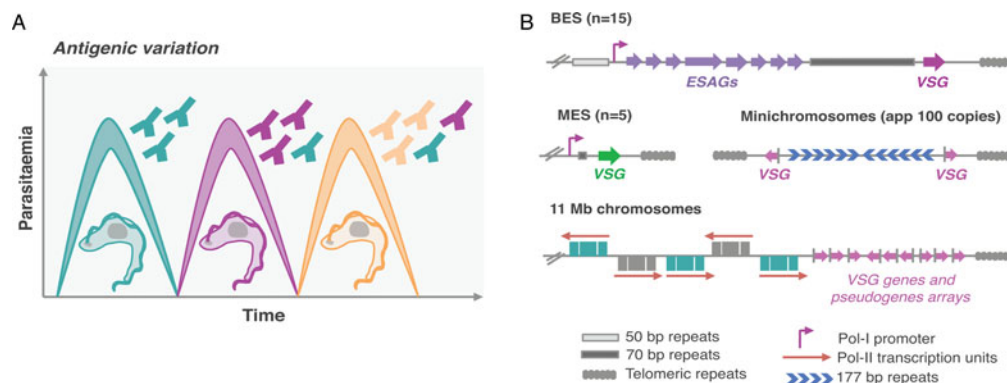 A
Antigenic variation
Parasitaemia
Time
B
BES (n=15)
ESAGs
VSG
MES (n=5)
Minichromosomes (app 100 copies)
VSG
VSG
VSG
11 Mb chromosomes
VSG genes and
pseudogenes arrays
50 bp repeats
70 bp repeats
Telomeric repeats
Pol-I promoter
Pol-II transcription units
177 bp repeats